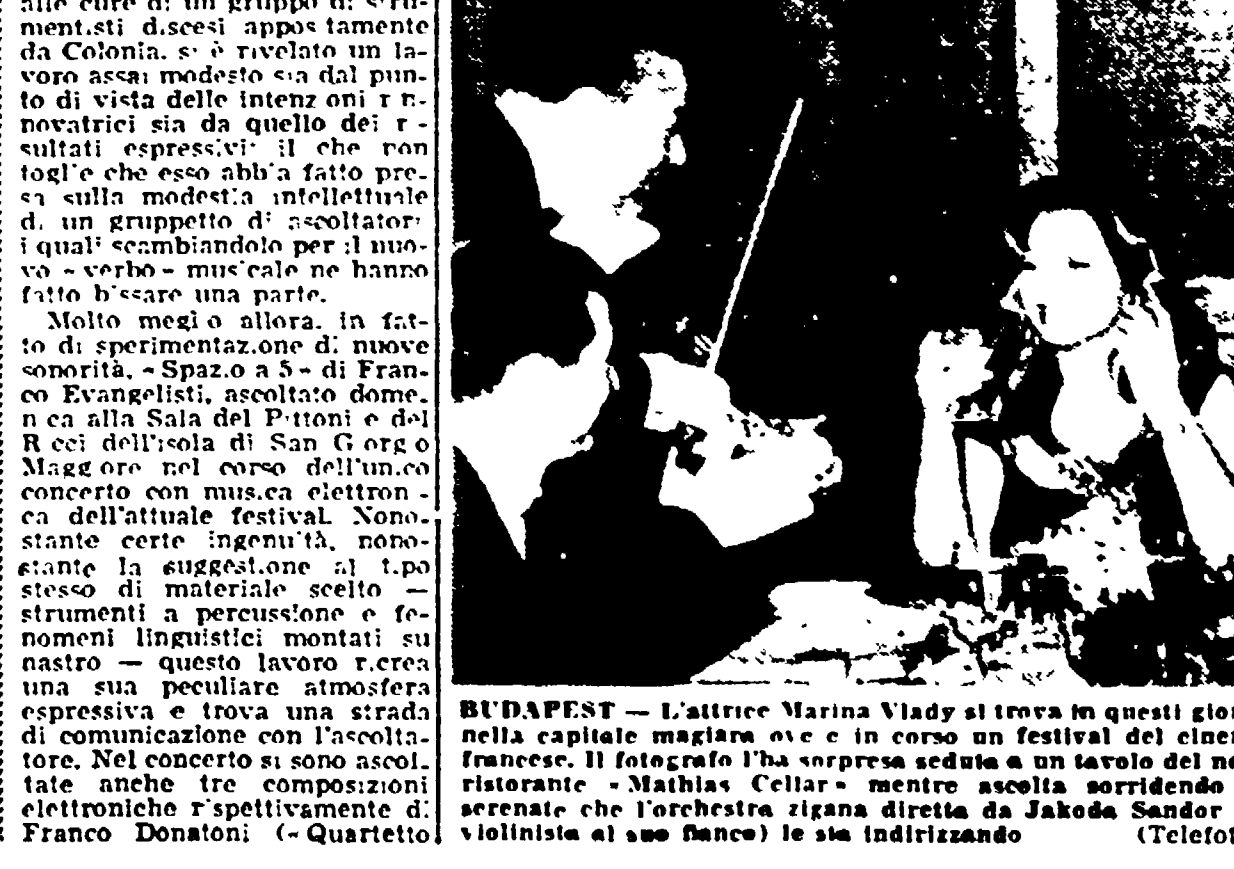 alle cure di un gruppo di stru-
mentisti discesi appositamente
da Colonia, si è rivelato un la-
voro assai modesto sia dal pun-
to di vista delle intenzioni rin-
novatrici sia da quello dei ri-
sultati espressivi: il che non
toglie che esso abbia fatto pre-
sa sulla modestia intellettuale
di un gruppetto di ascoltatori
i quali scambiandolo per il nuo-
vo «verbo» musicale ne hanno
fatto bissare una parte.
Molto meglio allora, in fat-
to di sperimentazione di nuove
sonorità, «Spazio a 5» di Fran-
co Evangelisti, ascoltato dome-
nica alla Sala del Pittoni e del
Ricci dell'isola di San Giorgio
Maggiore nel corso dell'unico
concerto con musica elettroni-
ca dell'attuale festival. Nono-
stante certe ingenuità, nono-
stante la suggestione al tipo
stesso di materiale scelto —
strumenti a percussione e fe-
nomeni linguistici montati su
nastro — questo lavoro ricrea
una sua peculiare atmosfera
espressiva e trova una strada
di comunicazione con l'ascolta-
tore. Nel concerto si sono ascol-
tate anche tre composizioni
elettroniche rispettivamente di
Franco Donatoni («Quartetto
BUDAPEST — L'attrice Marina Vlady si trova in questi gior
nella capitale magiara ove è in corso un festival del cine
francese. Il fotografo l'ha sorpresa seduta a un tavolo del no
ristorante «Mathias Cellar» mentre ascolta sorridendo
serenate che l'orchestra zigana diretta da Jakoda Sandor
violinista al suo fianco) le sta indirizzando (Telefot